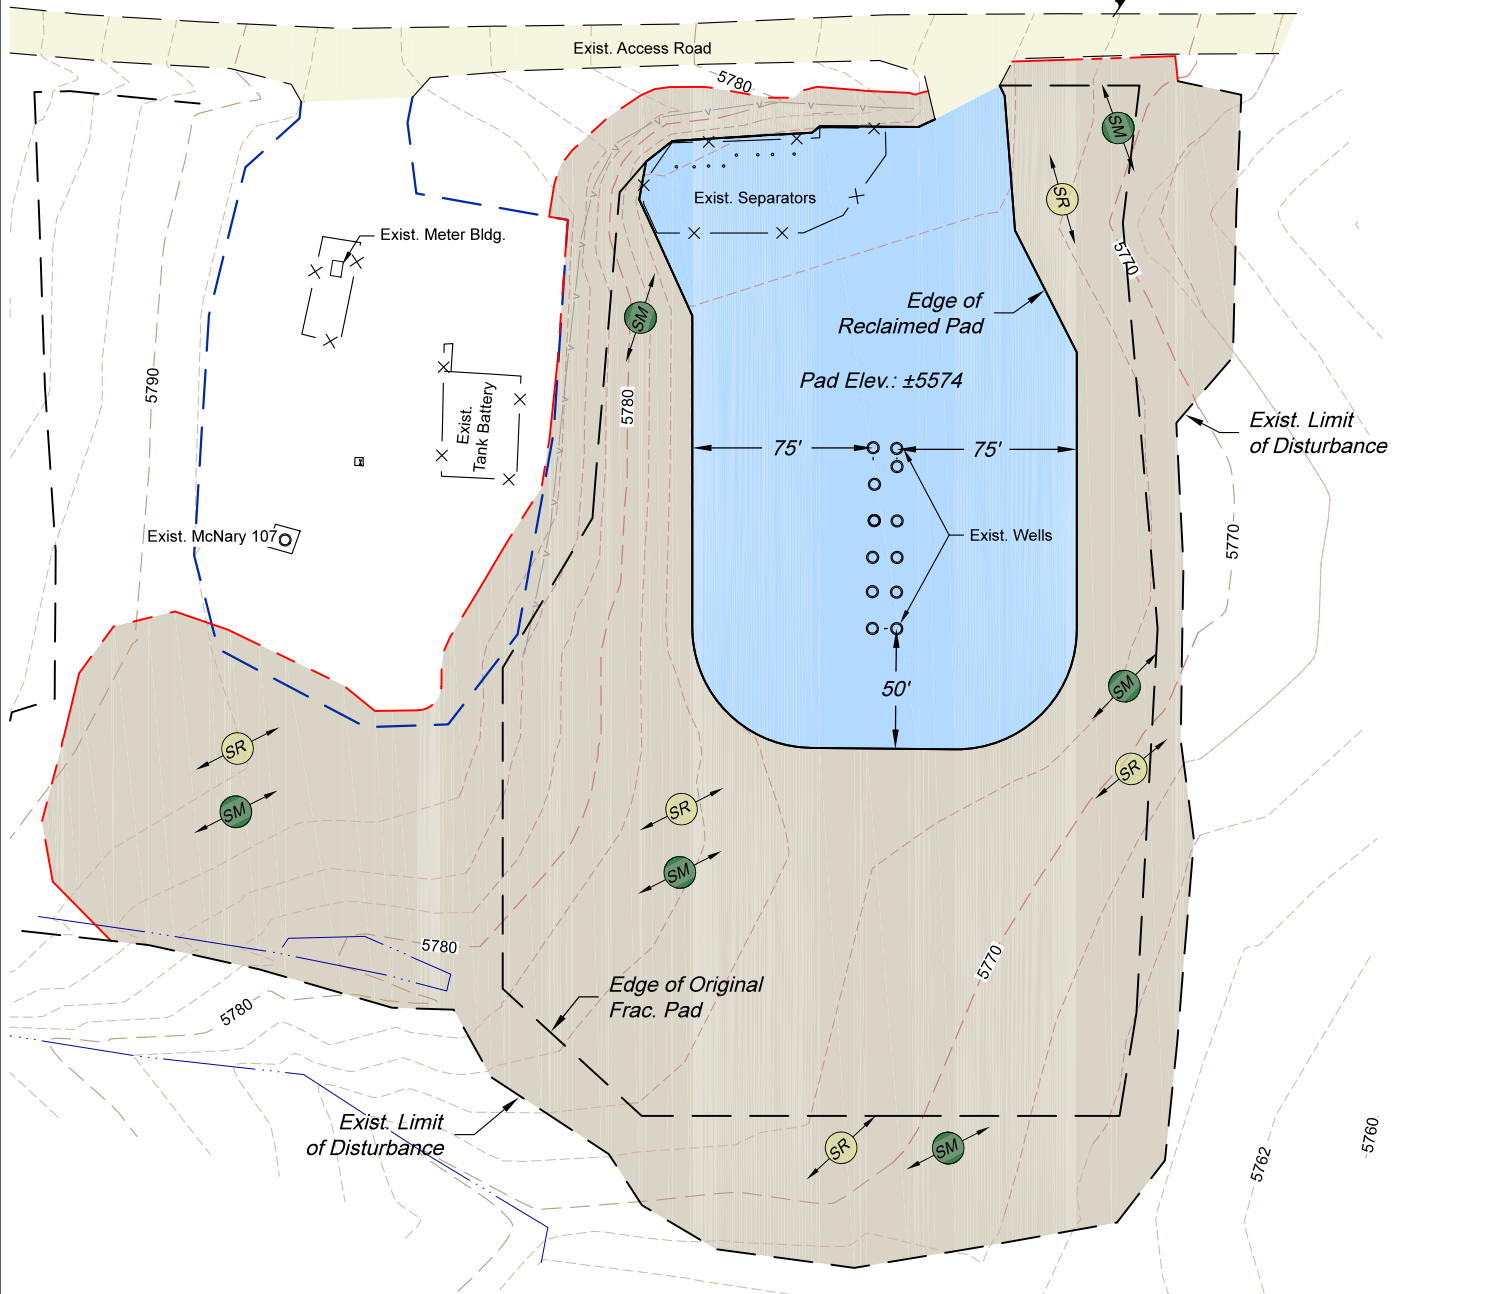 Exist. Access Road
5780
SM
Exist. Separators
SR
Exist. Meter Bldg.
5770
Edge of
Reclaimed Pad
SM
Pad Elev.: ±5574
5790
5780
Exist.
Tank Battery
Exist. Limit
of Disturbance
75'
75'
Exist. McNary 107
Exist. Wells
5770
50'
SM
SR
SR
SM
SR
SM
5780
5770
Edge of Original
Frac. Pad
5780
Exist. Limit
of Disturbance
SR
SM
5762
5760